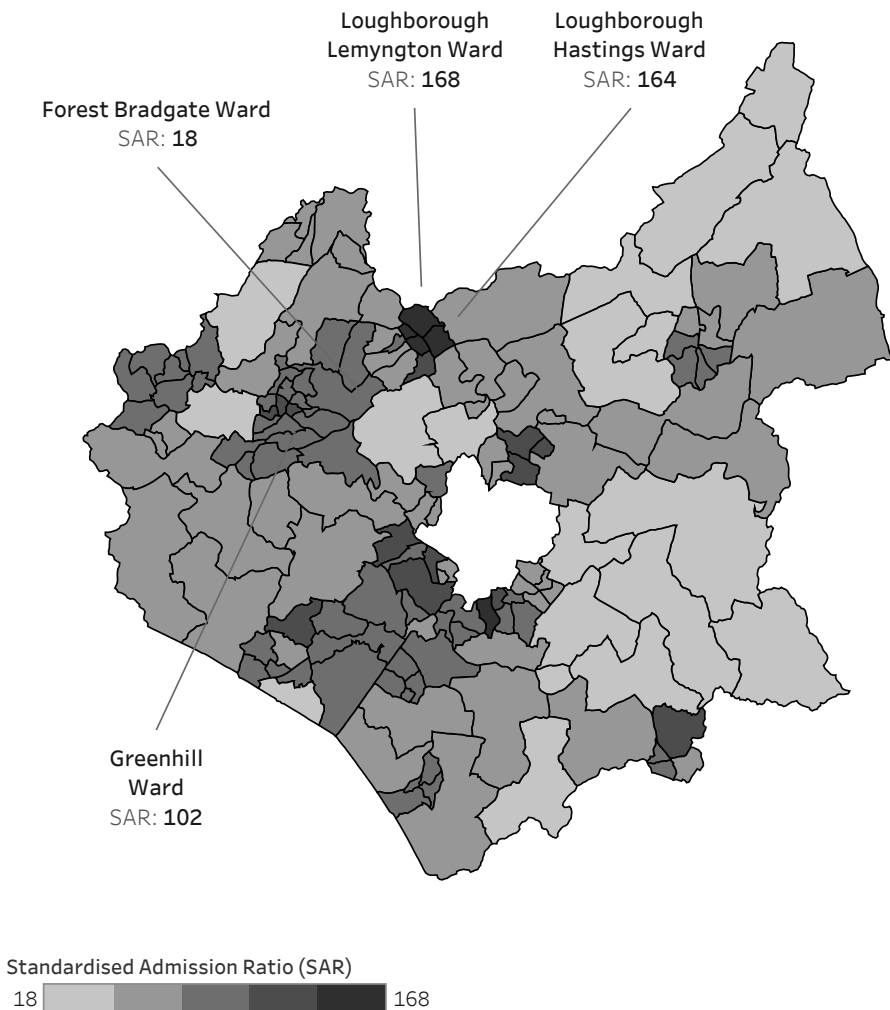 Loughborough
Lemyngton Ward
SAR: 168
Loughborough
Hastings Ward
SAR: 164
Forest Bradgate Ward
SAR: 18
Greenhill
Ward
SAR: 102
Standardised Admission Ratio (SAR)
18 168